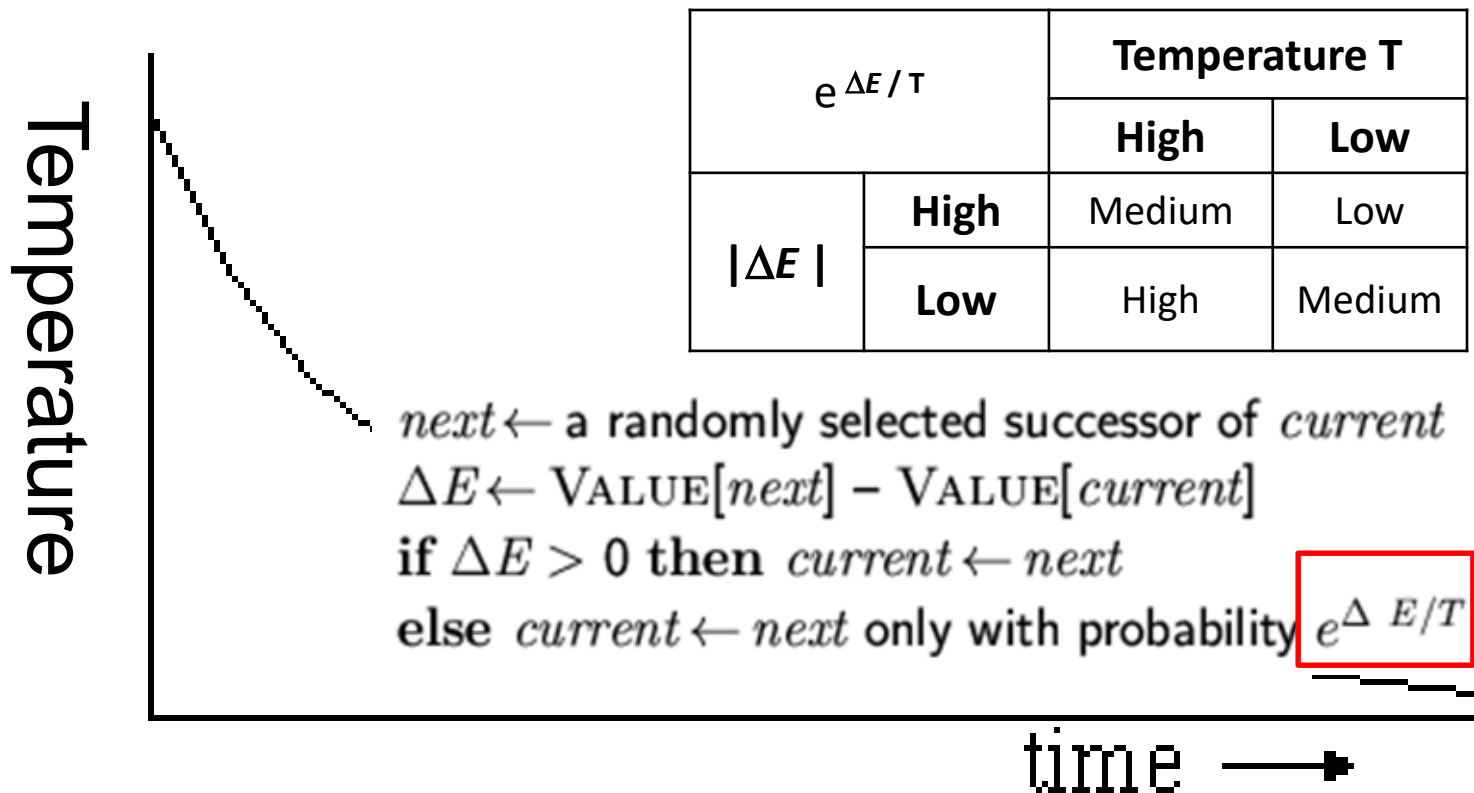 Temperature
e ΔE / T
Temperature T
High Low
|ΔE |
High Medium Low
Low High Medium
next ← a randomly selected successor of current
ΔE ← VALUE[next] – VALUE[current]
if ΔE > 0 then current ← next
else current ← next only with probability e^Δ E/T
time